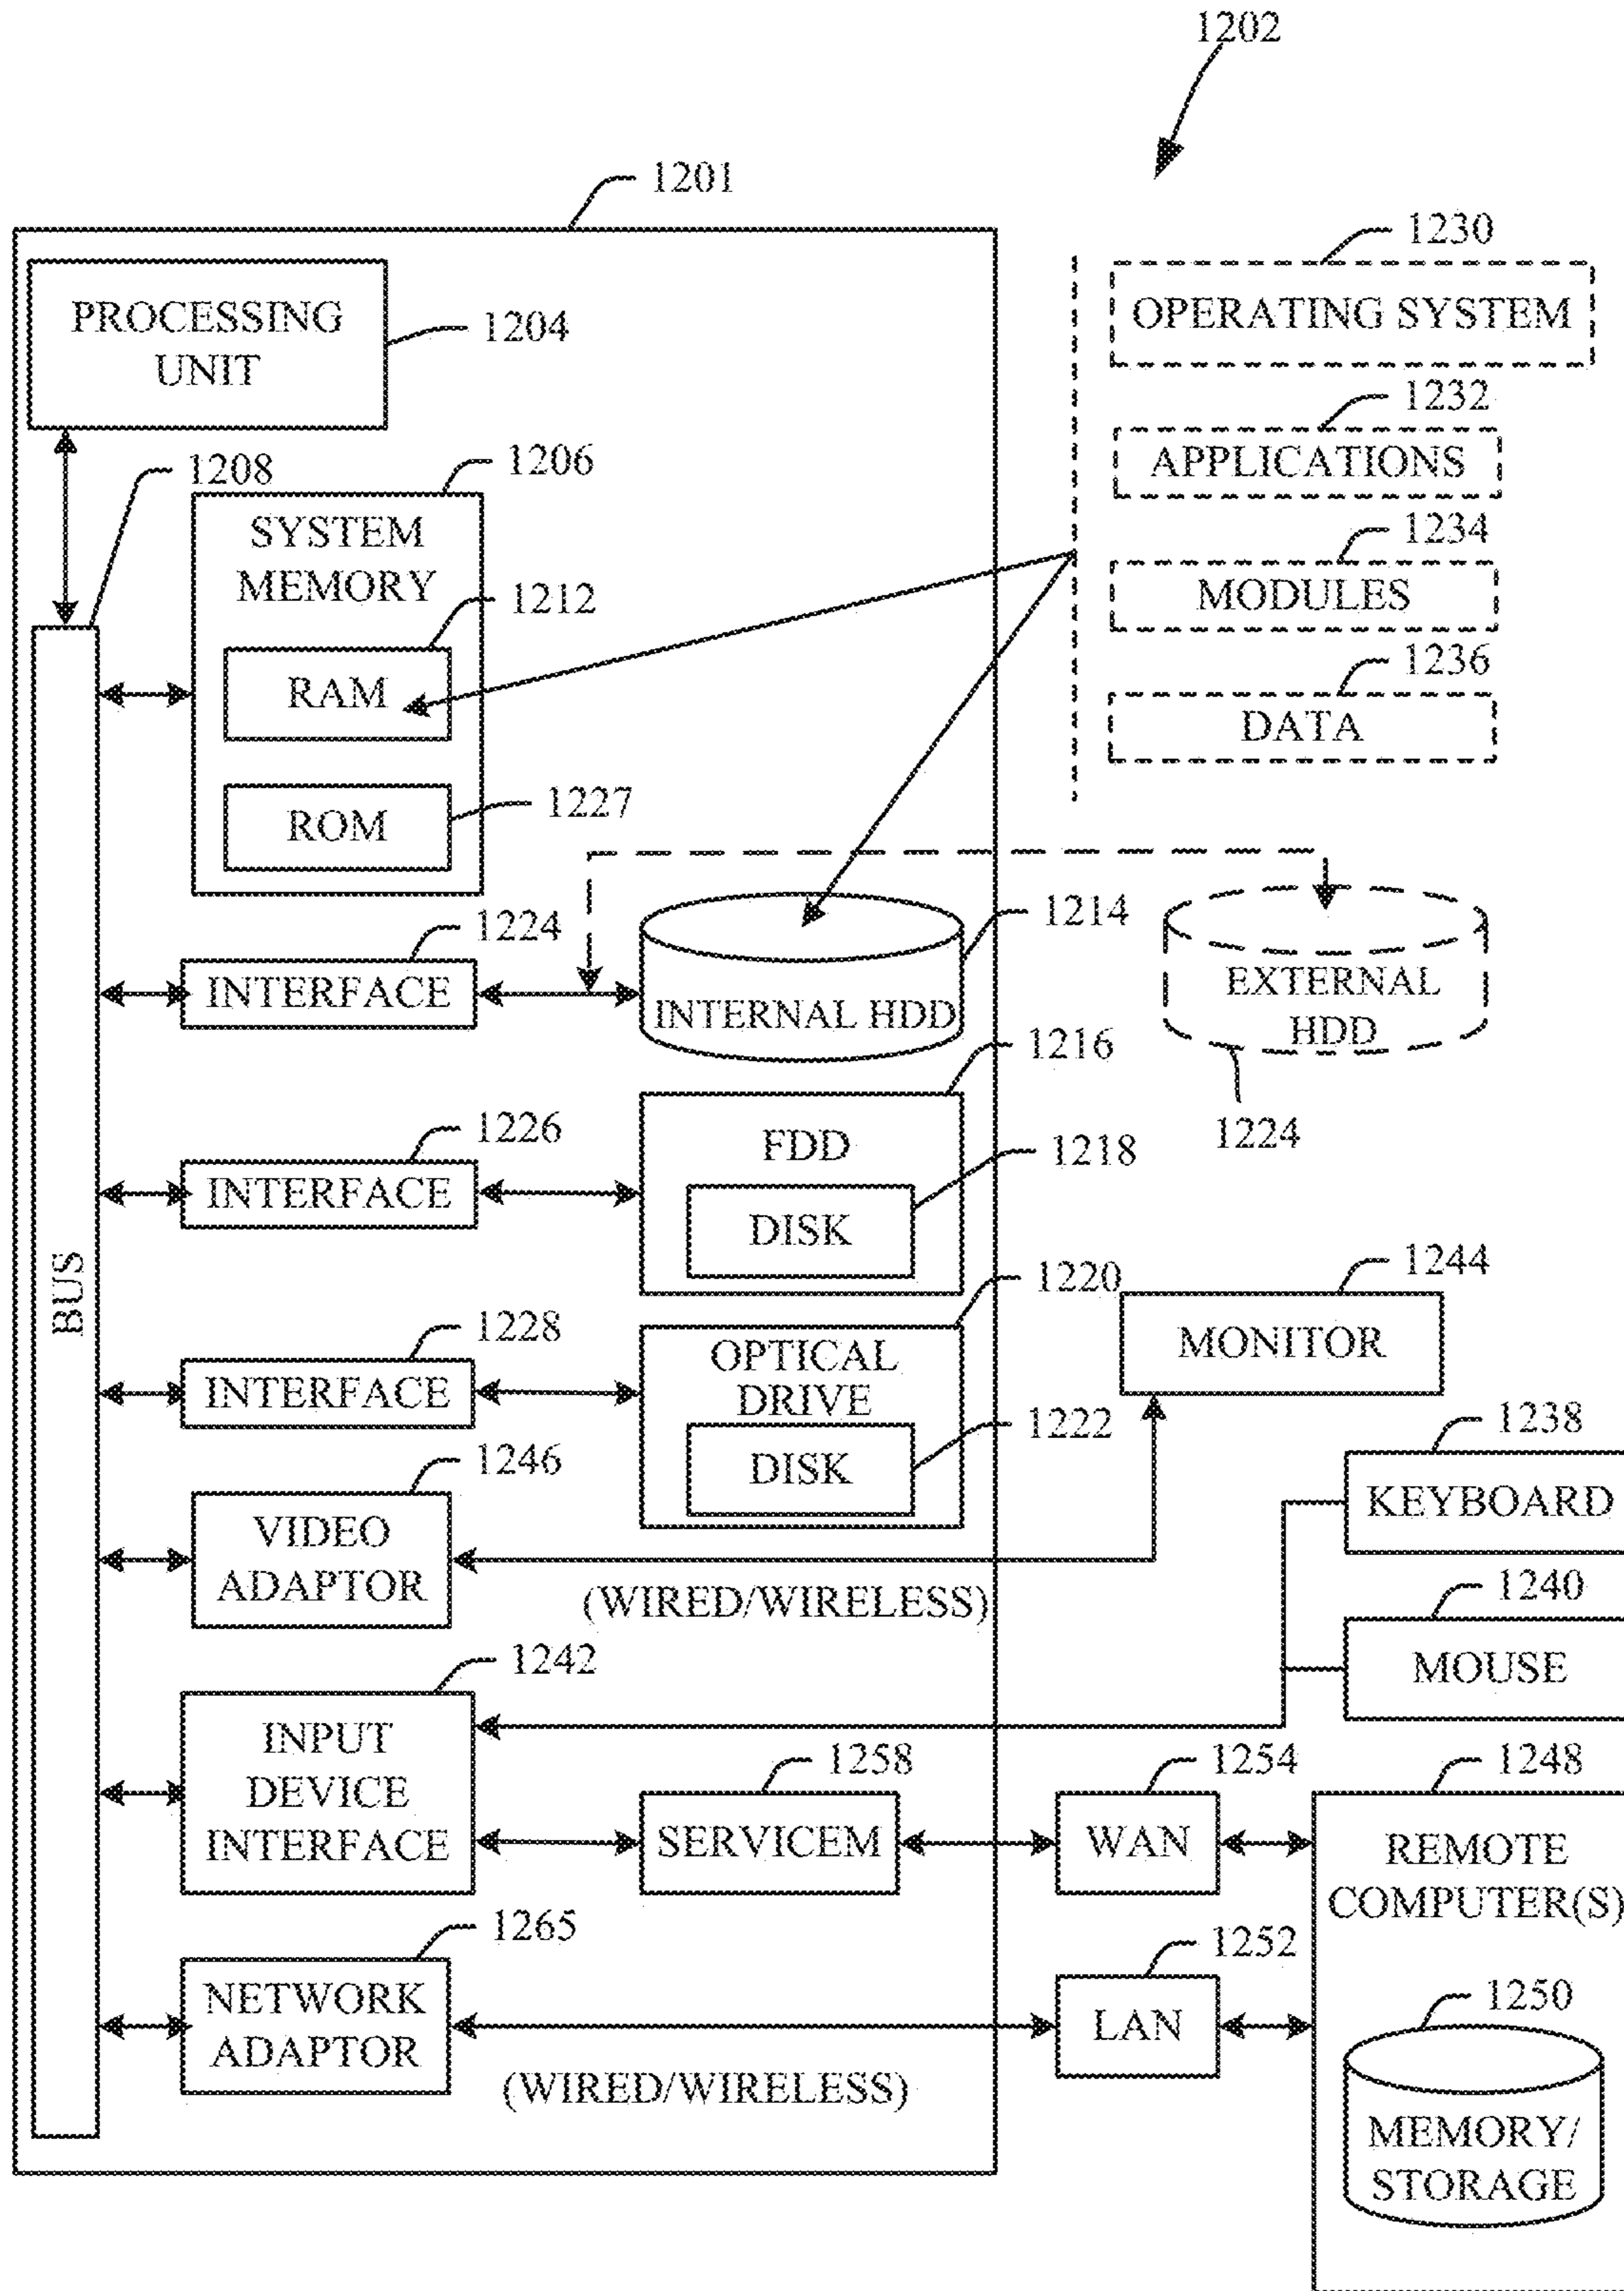 1202
1201
1230
PROCESSING
UNIT
1204
OPERATING SYSTEM
1232
APPLICATIONS
1208
1206
SYSTEM
MEMORY
1234
MODULES
1212
RAM
1236
DATA
1227
ROM
1224
INTERFACE
1214
INTERNAL HDD
EXTERNAL
HDD
1224
1216
FDD
1226
INTERFACE
1218
DISK
BUS
1220
1244
MONITOR
1228
INTERFACE
OPTICAL
DRIVE
1222
DISK
1238
KEYBOARD
1246
VIDEO
ADAPTOR
(WIRED/WIRELESS)
1240
MOUSE
1242
INPUT
DEVICE
INTERFACE
1258
SERVICEM
1254
WAN
1248
REMOTE
COMPUTER(S)
1265
NETWORK
ADAPTOR
(WIRED/WIRELESS)
1252
LAN
1250
MEMORY/
STORAGE